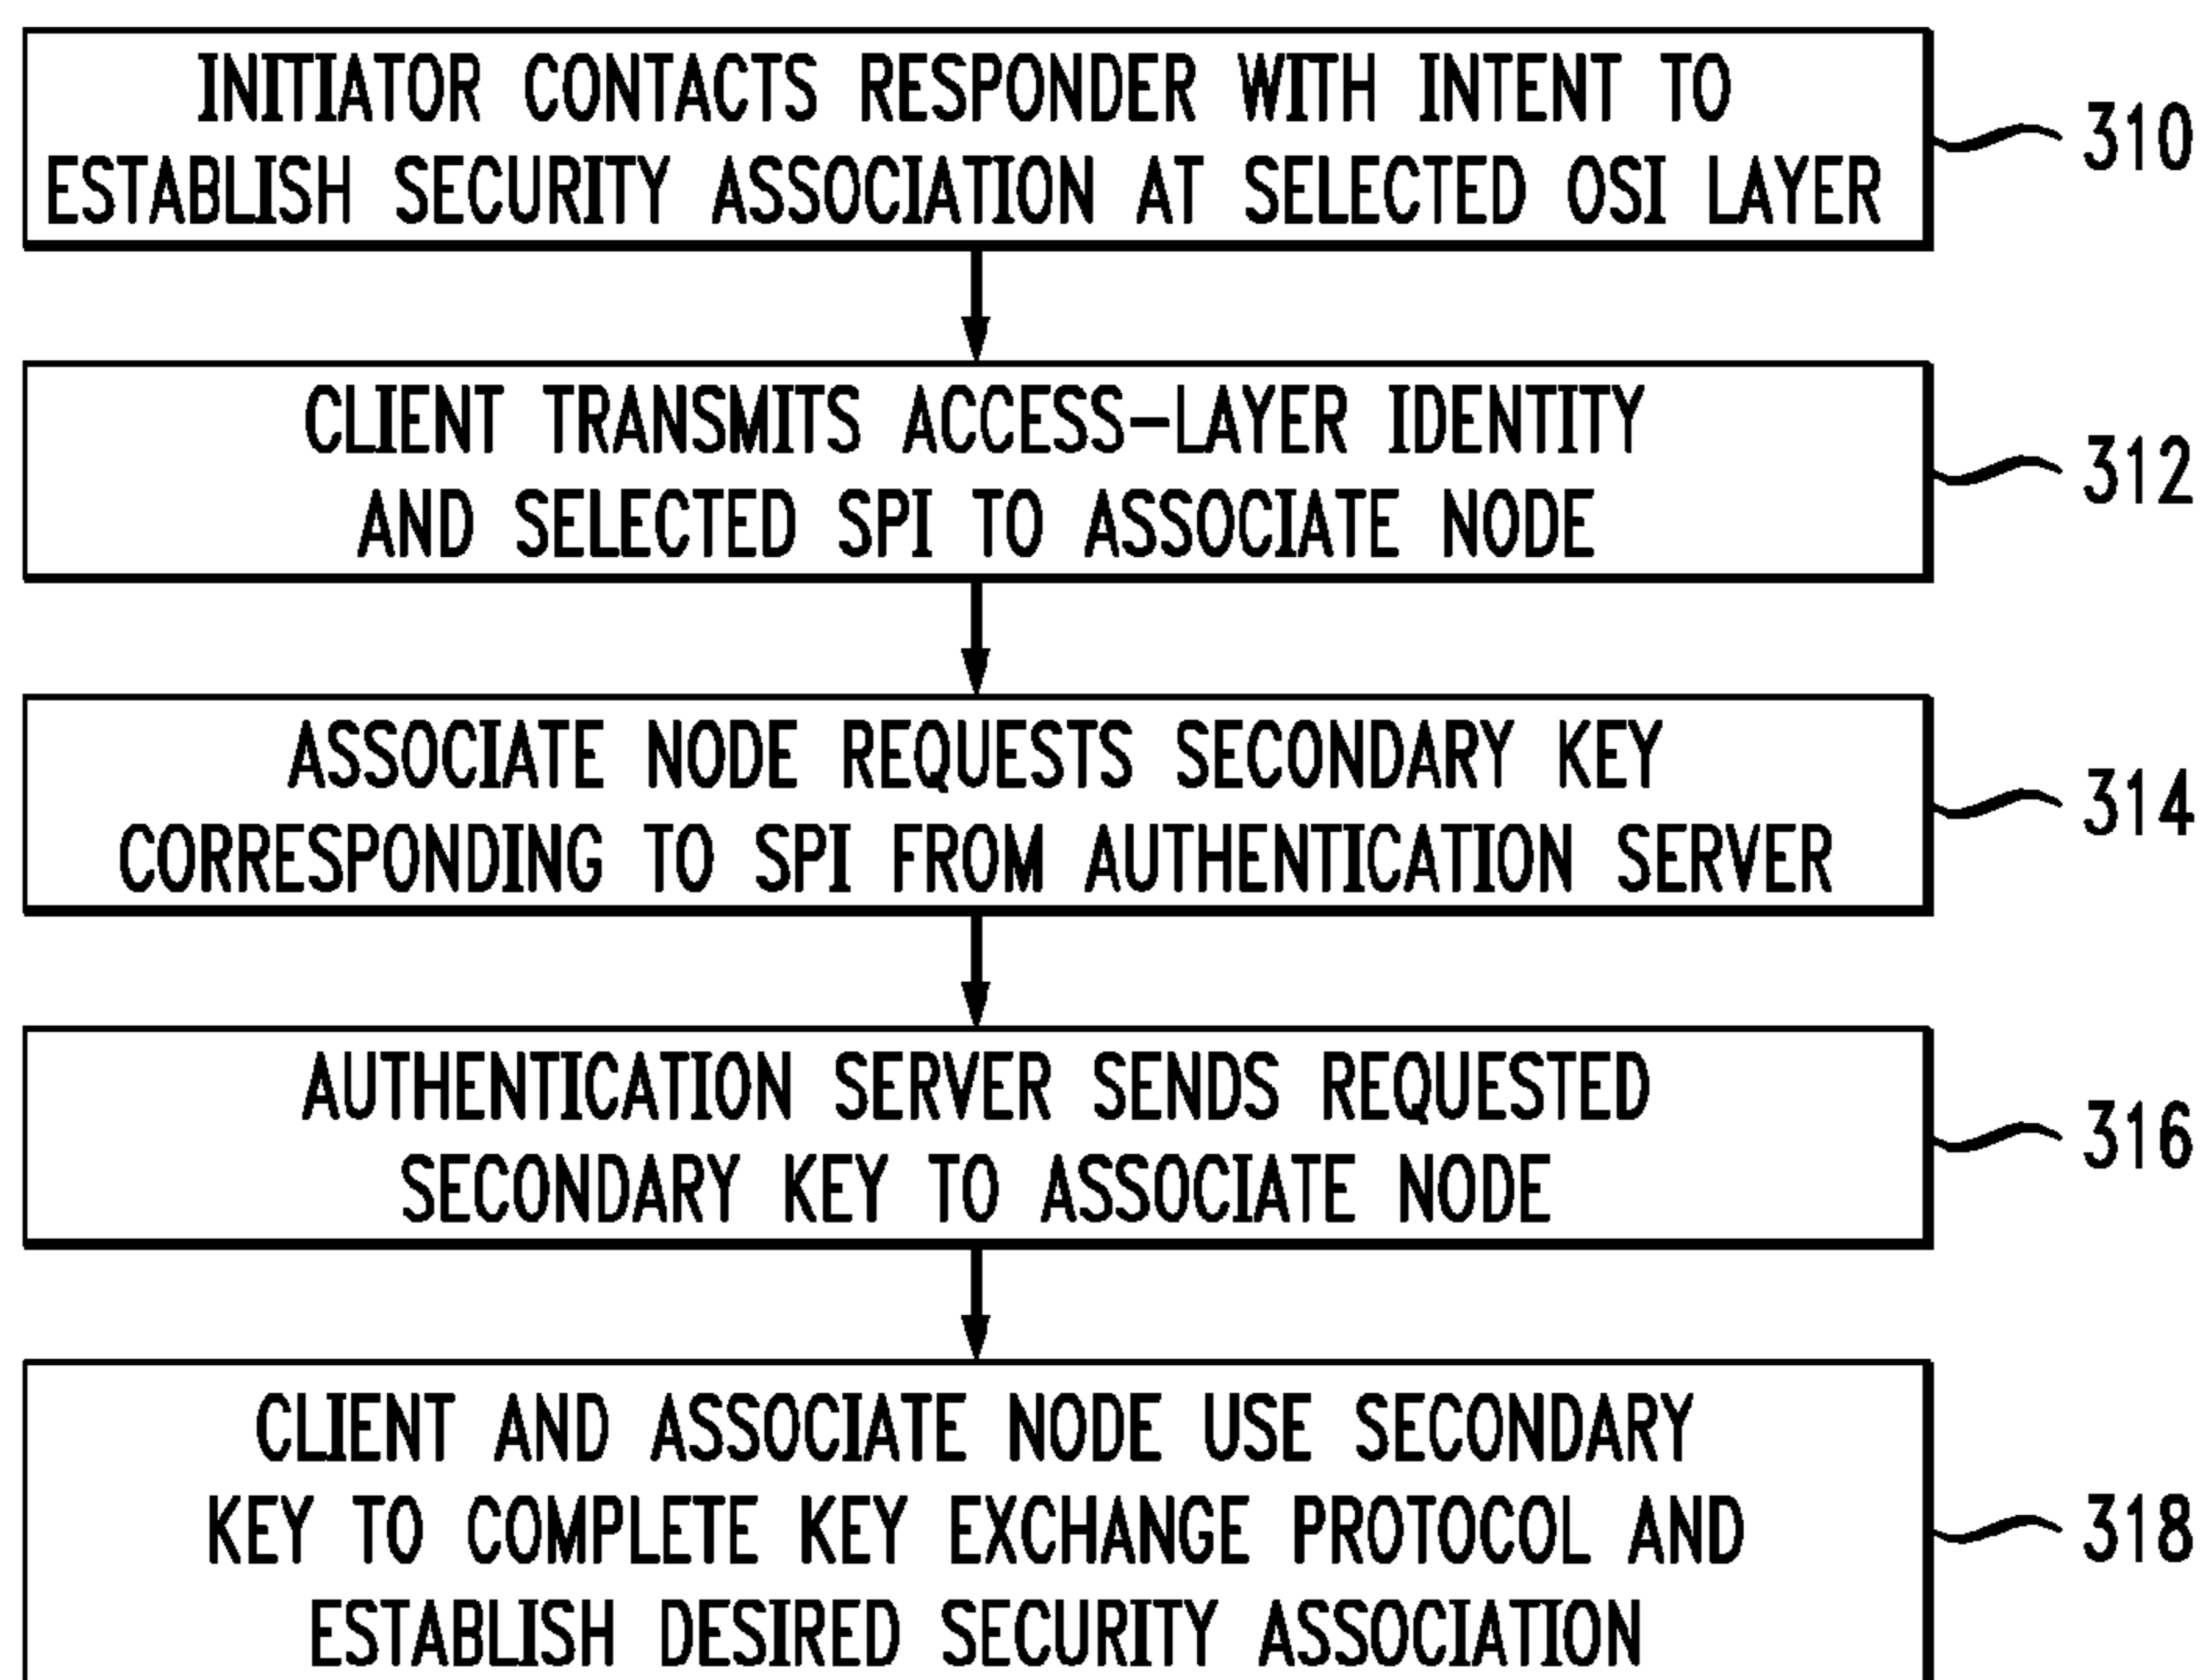 INITIATOR CONTACTS RESPONDER WITH INTENT TO
ESTABLISH SECURITY ASSOCIATION AT SELECTED OSI LAYER
310
CLIENT TRANSMITS ACCESS-LAYER IDENTITY
AND SELECTED SPI TO ASSOCIATE NODE
312
ASSOCIATE NODE REQUESTS SECONDARY KEY
CORRESPONDING TO SPI FROM AUTHENTICATION SERVER
314
AUTHENTICATION SERVER SENDS REQUESTED
SECONDARY KEY TO ASSOCIATE NODE
316
CLIENT AND ASSOCIATE NODE USE SECONDARY
KEY TO COMPLETE KEY EXCHANGE PROTOCOL AND
ESTABLISH DESIRED SECURITY ASSOCIATION
318